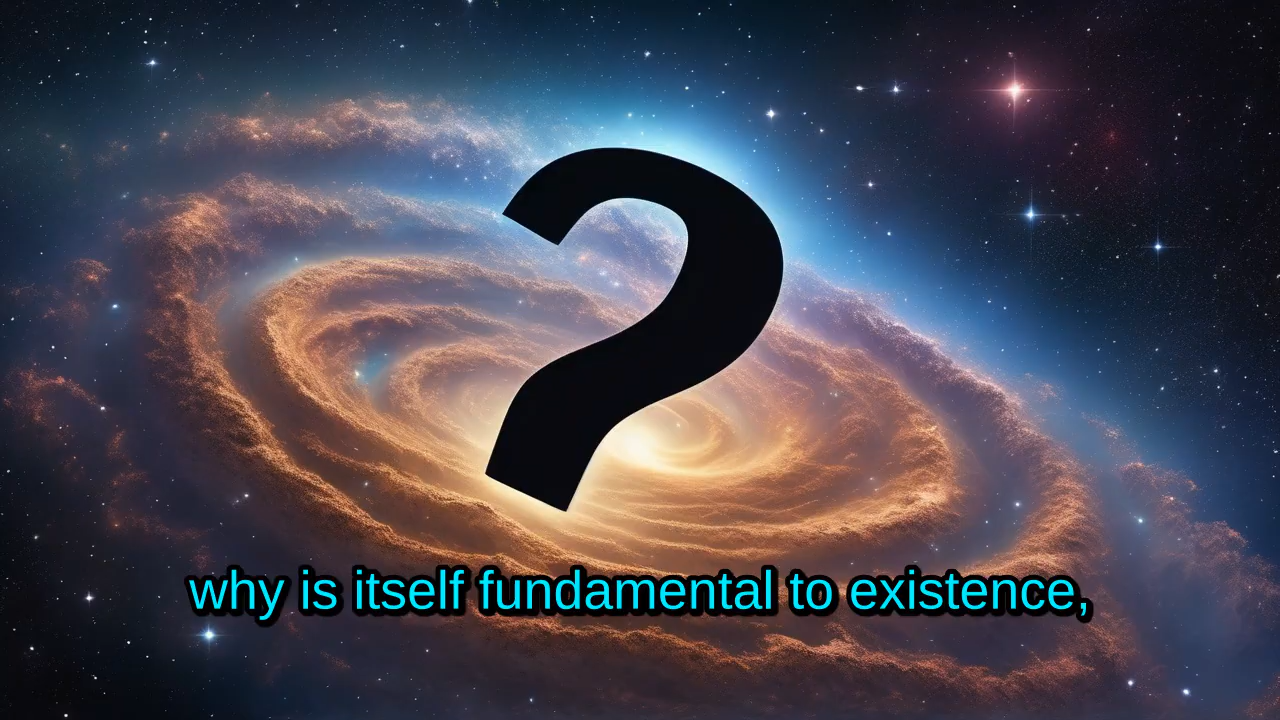 ?
why is itself fundamental to existence,